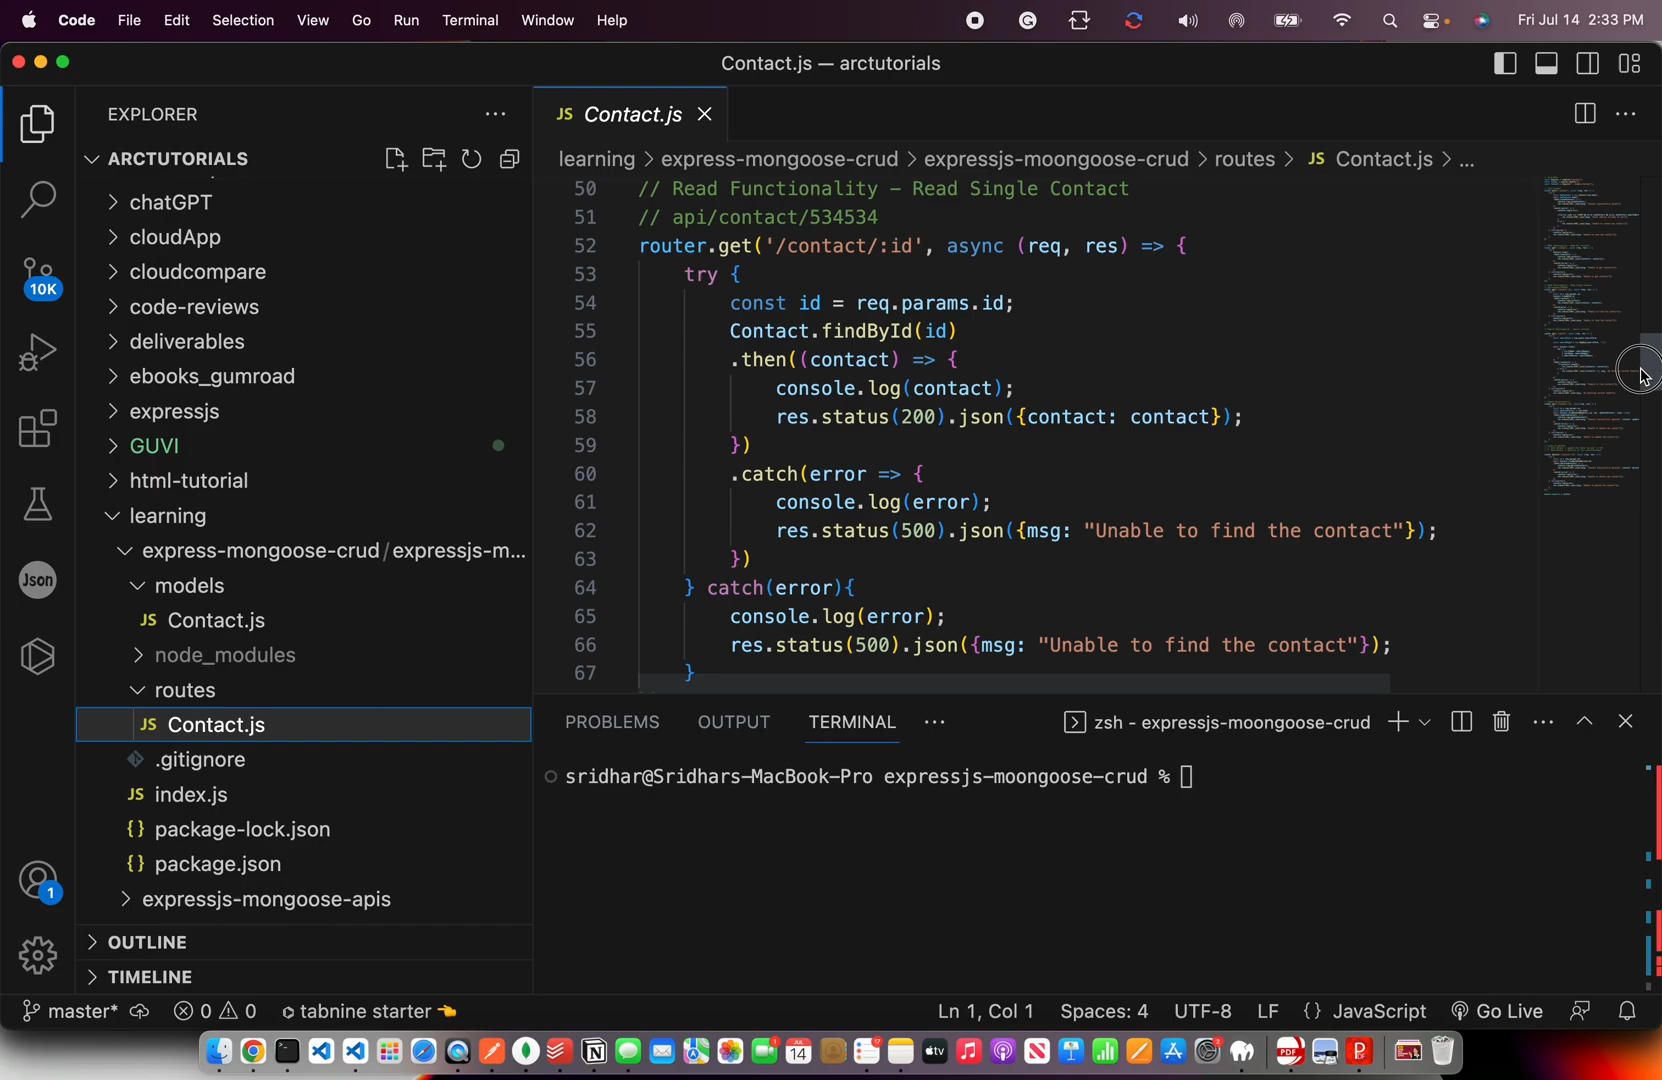 Code File Edit Selection View Go Run Terminal Window Help Fri Jul 14 2:33 PM
Contact.js — arctutorials
EXPLORER
JS Contact.js
ARCTUTORIALS
learning > express-mongoose-crud > expressjs-moongoose-crud > routes > JS Contact.js > ...
chatGPT
cloudApp
cloudcompare
code-reviews
deliverables
ebooks_gumroad
expressjs
GUVI
html-tutorial
learning
express-mongoose-crud/expressjs-m...
models
JS Contact.js
node_modules
routes
JS Contact.js
.gitignore
JS index.js
{} package-lock.json
{} package.json
expressjs-mongoose-apis
OUTLINE
TIMELINE
10K
Json
1
50 // Read Functionality – Read Single Contact
51 // api/contact/534534
52 router.get('/contact/:id', async (req, res) => {
53 try {
54 const id = req.params.id;
55 Contact.findById(id)
56 .then((contact) => {
57 console.log(contact);
58 res.status(200).json({contact: contact});
59 })
60 .catch(error => {
61 console.log(error);
62 res.status(500).json({msg: "Unable to find the contact"});
63 })
64 } catch(error){
65 console.log(error);
66 res.status(500).json({msg: "Unable to find the contact"});
67 }
PROBLEMS OUTPUT TERMINAL ... zsh - expressjs-moongoose-crud
sridhar@Sridhars–MacBook–Pro expressjs–moongoose–crud %
master* 0 0 tabnine starter 👈 Ln 1, Col 1 Spaces: 4 UTF-8 LF {} JavaScript Go Live